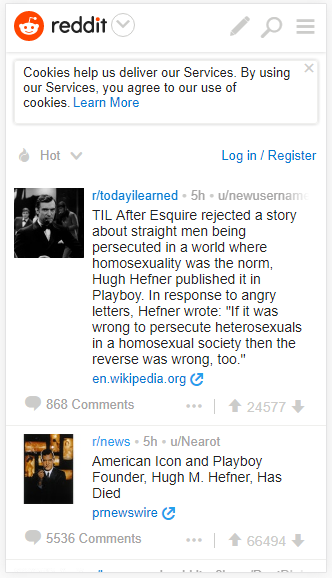 reddit
Cookies help us deliver our Services. By using
our Services, you agree to our use of
cookies. Learn More
Hot
Log in / Register
r/todayilearned • 5h • u/newusername
TIL After Esquire rejected a story
about straight men being
persecuted in a world where
homosexuality was the norm,
Hugh Hefner published it in
Playboy. In response to angry
letters, Hefner wrote: "If it was
wrong to persecute heterosexuals
in a homosexual society then the
reverse was wrong, too."
en.wikipedia.org
868 Comments
24577
r/news • 5h • u/Nearot
American Icon and Playboy
Founder, Hugh M. Hefner, Has
Died
prnewswire
5536 Comments
66494